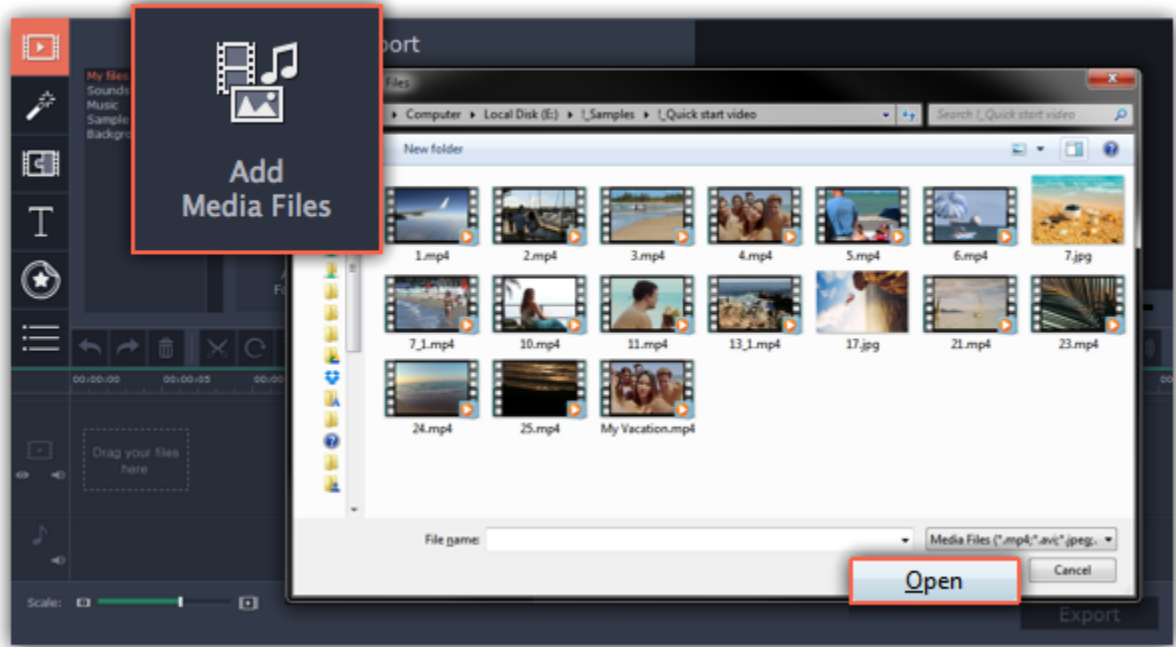 port
My files
Sounds
Music
Sample
Backgro
Add
Media Files
Files
Computer
Local Disk (E:)
!_Samples
!_Quick start video
Search !_Quick start video
New folder
1.mp4
2.mp4
3.mp4
4.mp4
5.mp4
6.mp4
7.jpg
7_1.mp4
10.mp4
11.mp4
13_1.mp4
17.jpg
21.mp4
23.mp4
24.mp4
25.mp4
My Vacation.mp4
00:00:00
00:00:05
00:00
Drag your files
here
File name:
Media Files (*.mp4;*.avi;*.jpeg;.
Open
Cancel
Scale:
Export